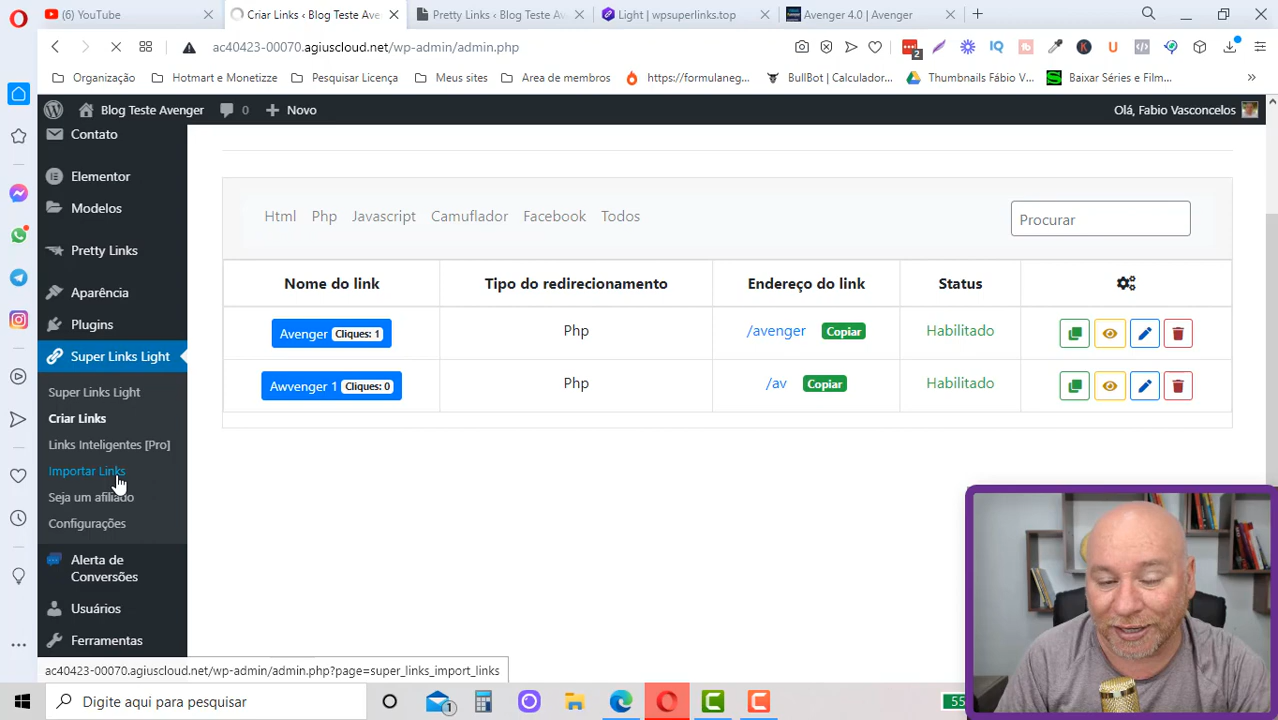 (2) YouTube
Criar Links ‹ Blog Teste Ave
Pretty Links ‹ Blog Teste Av
Light | wpsuperlinks.top
Avenger 4.0 | Avenger
ac40423-00070.agiuscloud.net/wp-admin/admin.php
2
Organização
Hotmart e Monetizze
Pesquisar Licença
Meus sites
Area de membros
https://formulaneg...
BullBot | Calculador...
Thumbnails Fábio V...
Baixar Séries e Film...
»
Blog Teste Avenger
0
Novo
Olá, Fabio Vasconcelos
Contato
Elementor
Modelos
Pretty Links
Aparência
Plugins
Super Links Light
Super Links Light
Criar Links
Links Inteligentes [Pro]
Importar Links
Seja um afiliado
Configurações
Alerta de
Conversões
Usuários
Ferramentas
Html
Php
Javascript
Camuflador
Facebook
Todos
Procurar
Nome do link
Tipo do redirecionamento
Endereço do link
Status
Avenger Cliques: 1
Php
/avenger
Copiar
Habilitado
Awvenger 1 Cliques: 0
Php
/av
Copiar
Habilitado
ac40423-00070.agiuscloud.net/wp-admin/admin.php?page=super_links_import_links
Digite aqui para pesquisar
1
55